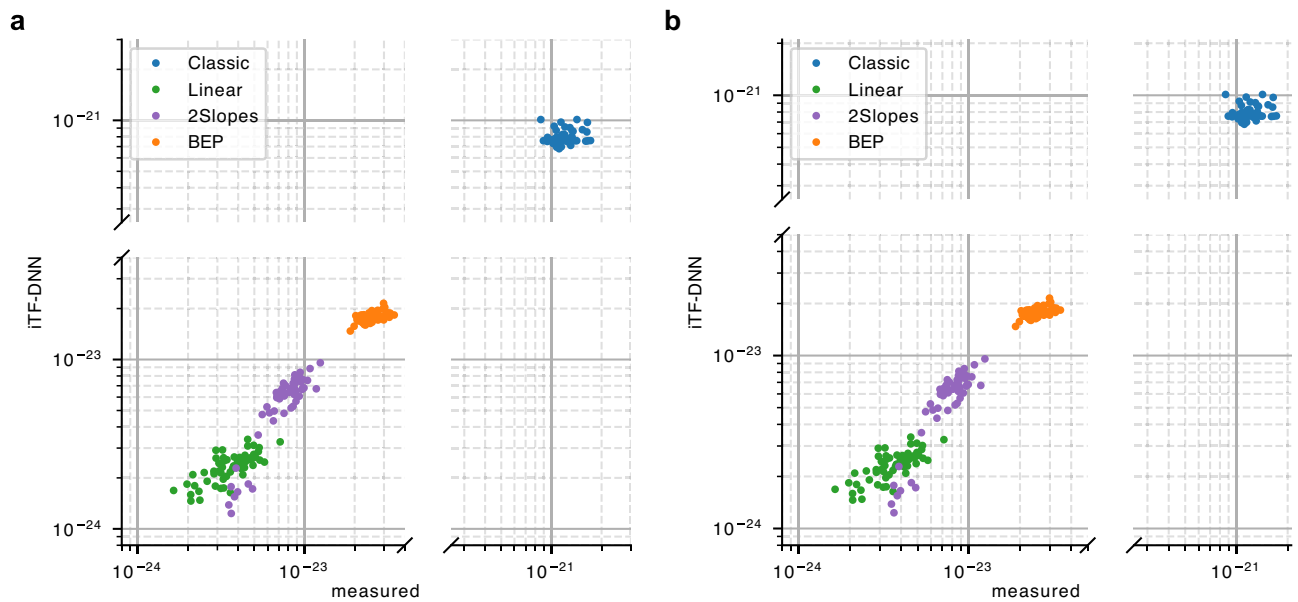 a
Classic
Linear
2Slopes
BEP
10⁻²¹
10⁻²³
10⁻²⁴
iTF-DNN
10⁻²⁴
10⁻²³
10⁻²¹
measured
b
Classic
Linear
2Slopes
BEP
10⁻²¹
10⁻²³
10⁻²⁴
iTF-DNN
10⁻²⁴
10⁻²³
10⁻²¹
measured